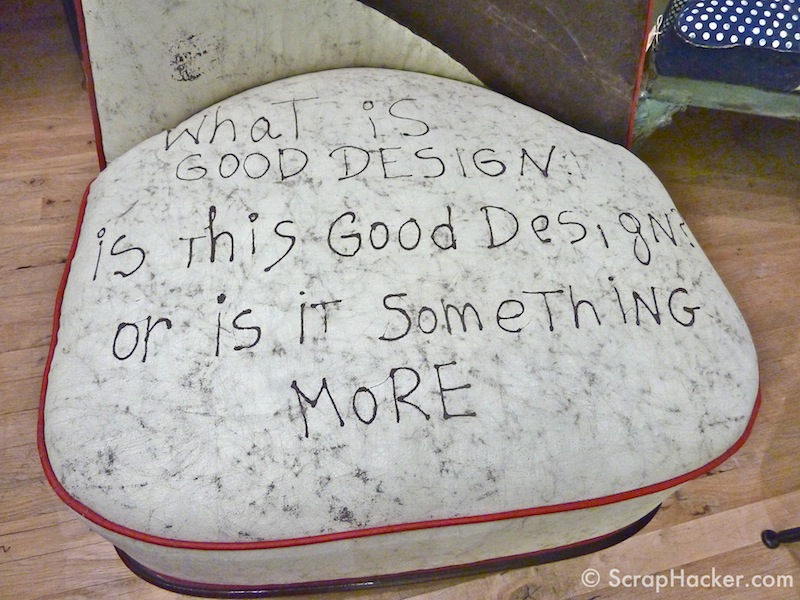 WhaT iS
GOOD DESIGN?
is This Good DesigN?
or is iT SomeThiNG
MoRE
© ScrapHacker.com